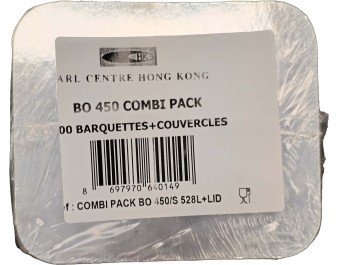 ARL CENTRE HONG KONG
BO 450 COMBI PACK
00 BARQUETTES+COUVERCLES
8 697970 640149
f : COMBI PACK BO 450/S 528L+LID